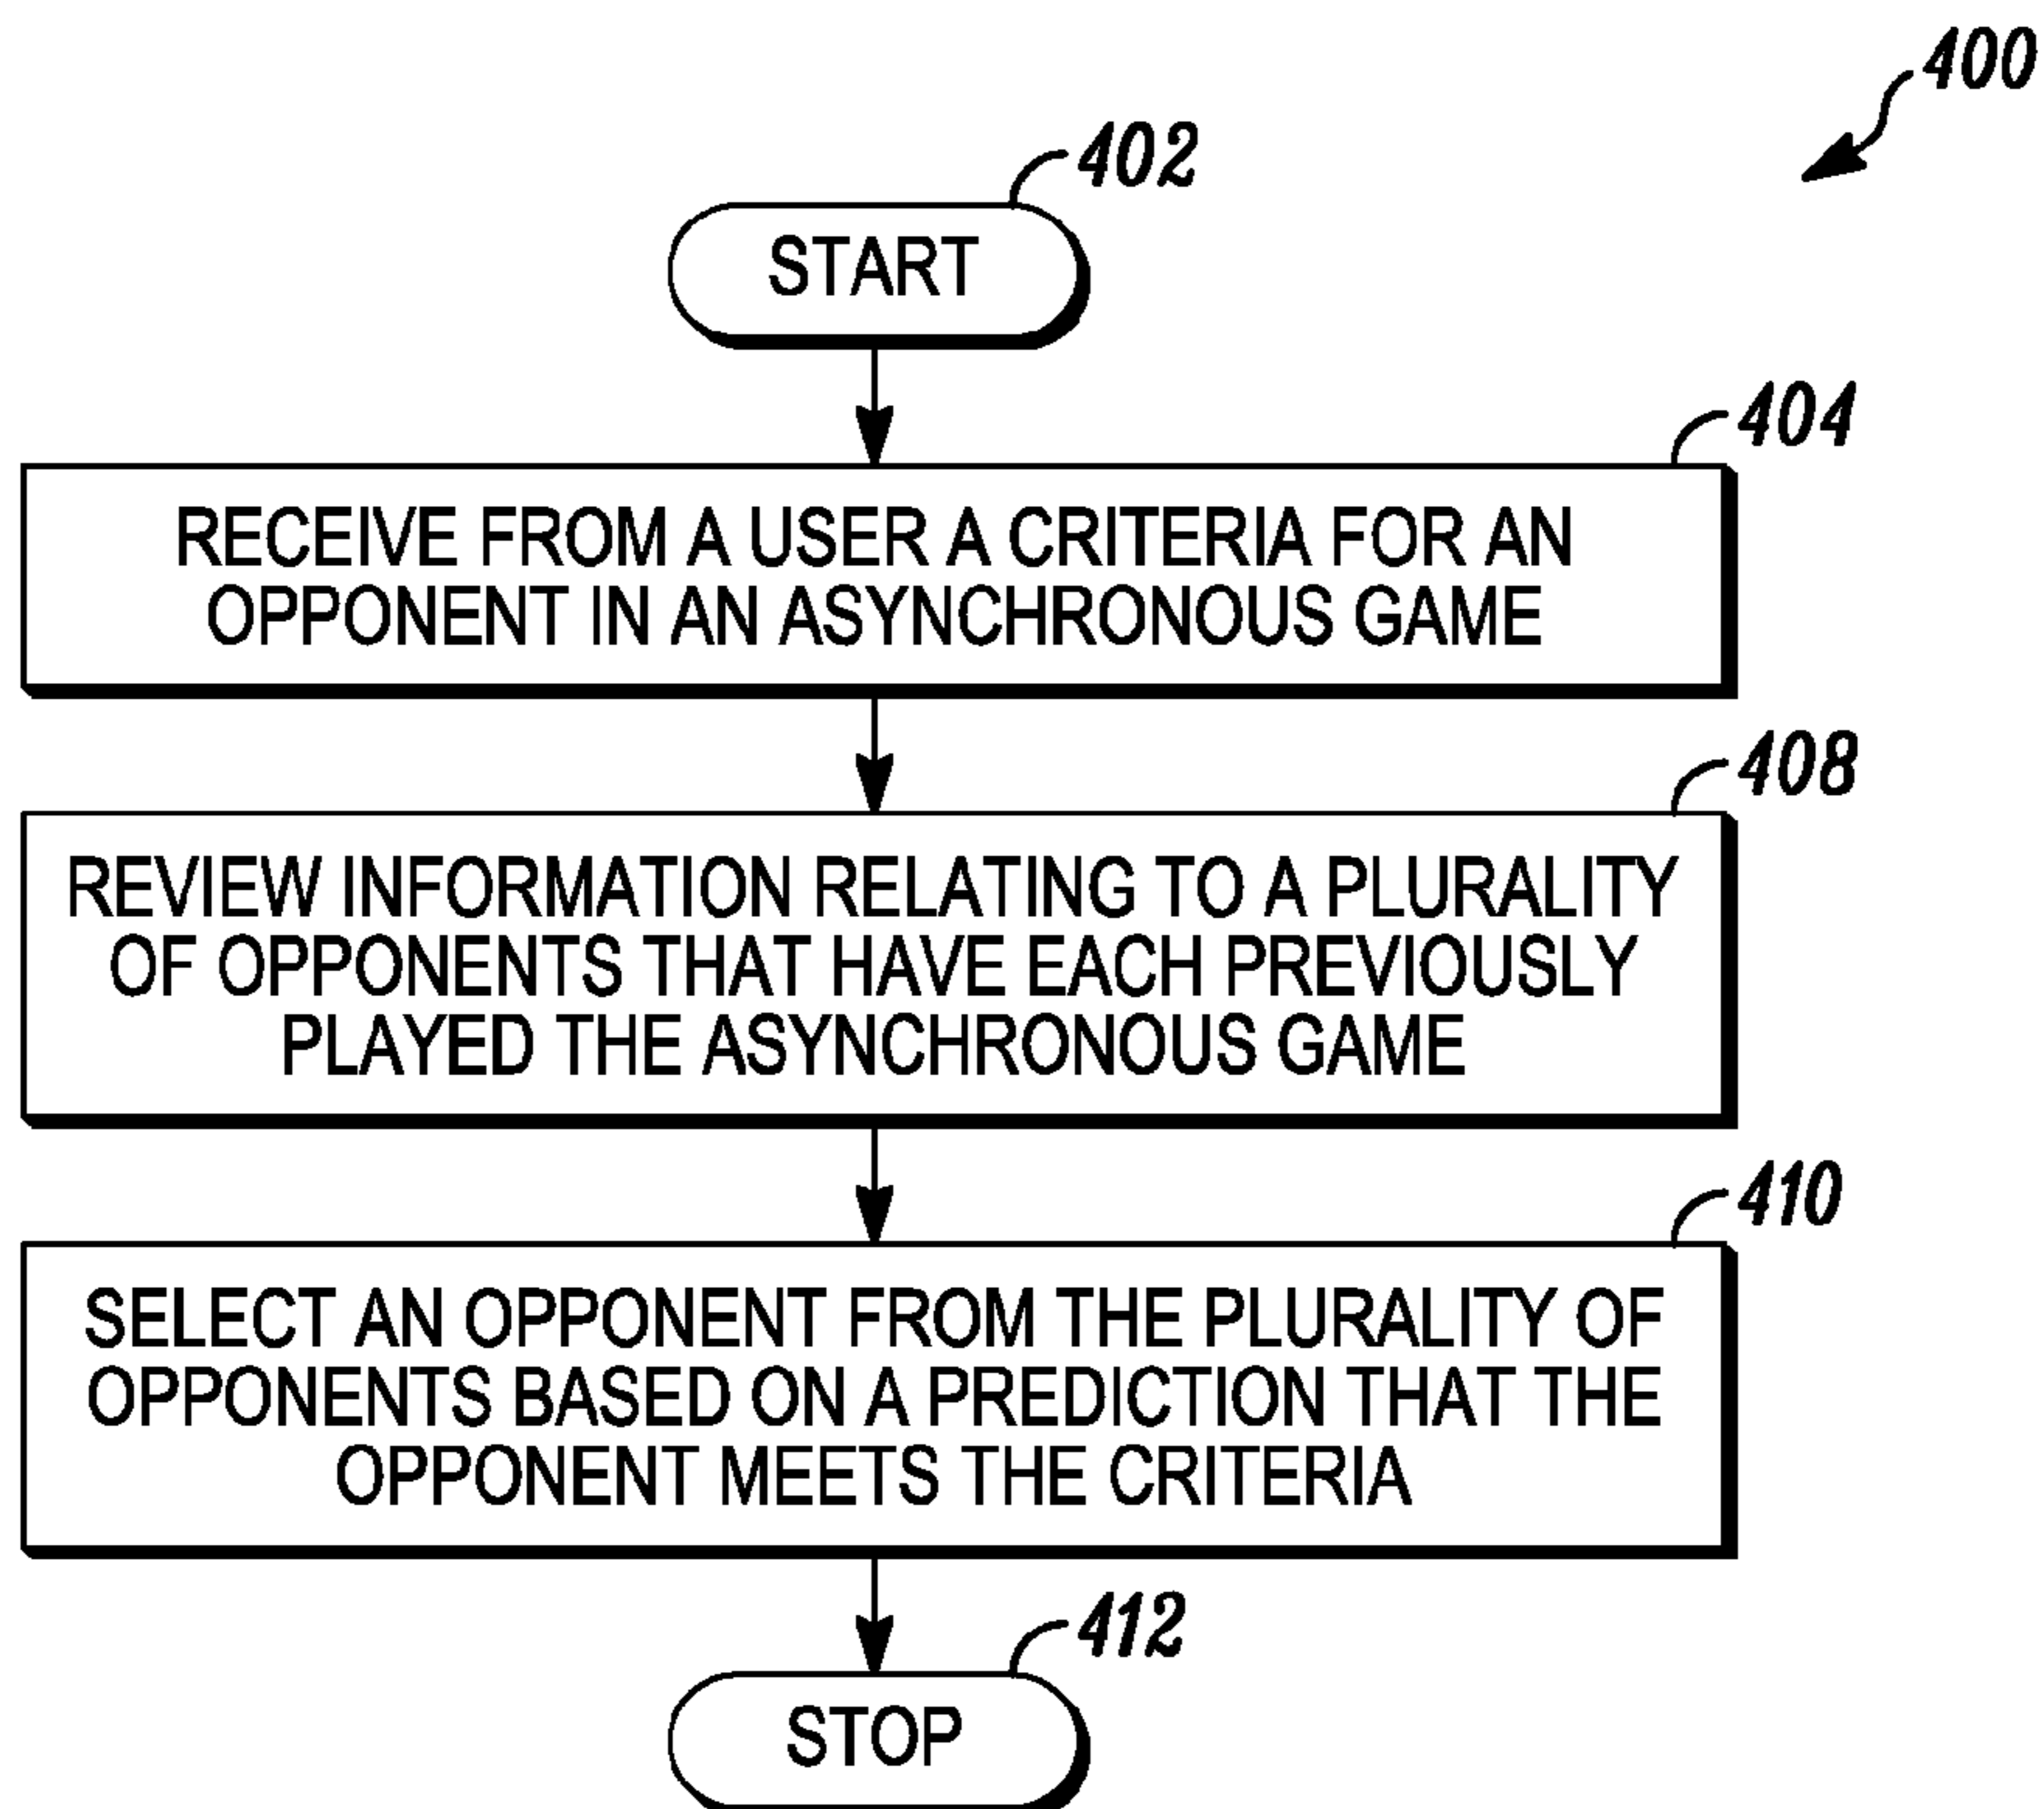 400
402
START
404
RECEIVE FROM A USER A CRITERIA FOR AN
OPPONENT IN AN ASYNCHRONOUS GAME
408
REVIEW INFORMATION RELATING TO A PLURALITY
OF OPPONENTS THAT HAVE EACH PREVIOUSLY
PLAYED THE ASYNCHRONOUS GAME
410
SELECT AN OPPONENT FROM THE PLURALITY OF
OPPONENTS BASED ON A PREDICTION THAT THE
OPPONENT MEETS THE CRITERIA
412
STOP